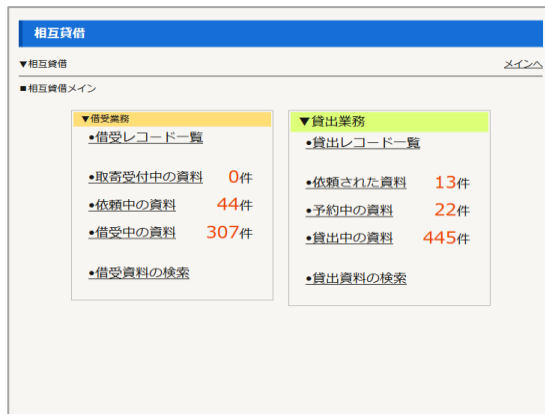 相互貸借
▼相互貸借
メインへ
■相互貸借メイン
▼借受業務
•借受レコード一覧
•取寄受付中の資料 0件
•依頼中の資料 44件
•借受中の資料 307件
•借受資料の検索
▼貸出業務
•貸出レコード一覧
•依頼された資料 13件
•予約中の資料 22件
•貸出中の資料 445件
•貸出資料の検索